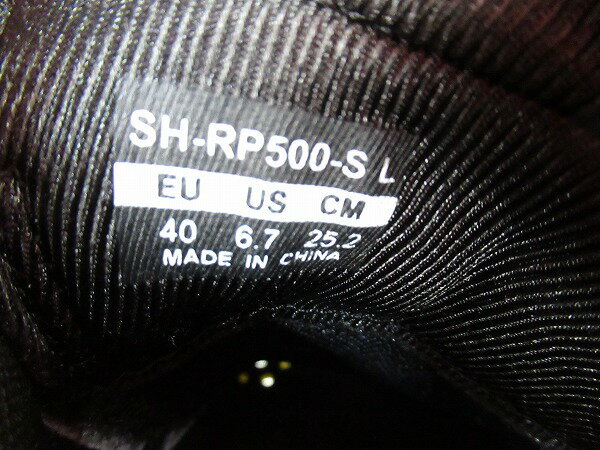 SH-RP500-S L
EU US CM
40 6.7 25.2
MADE IN CHINA